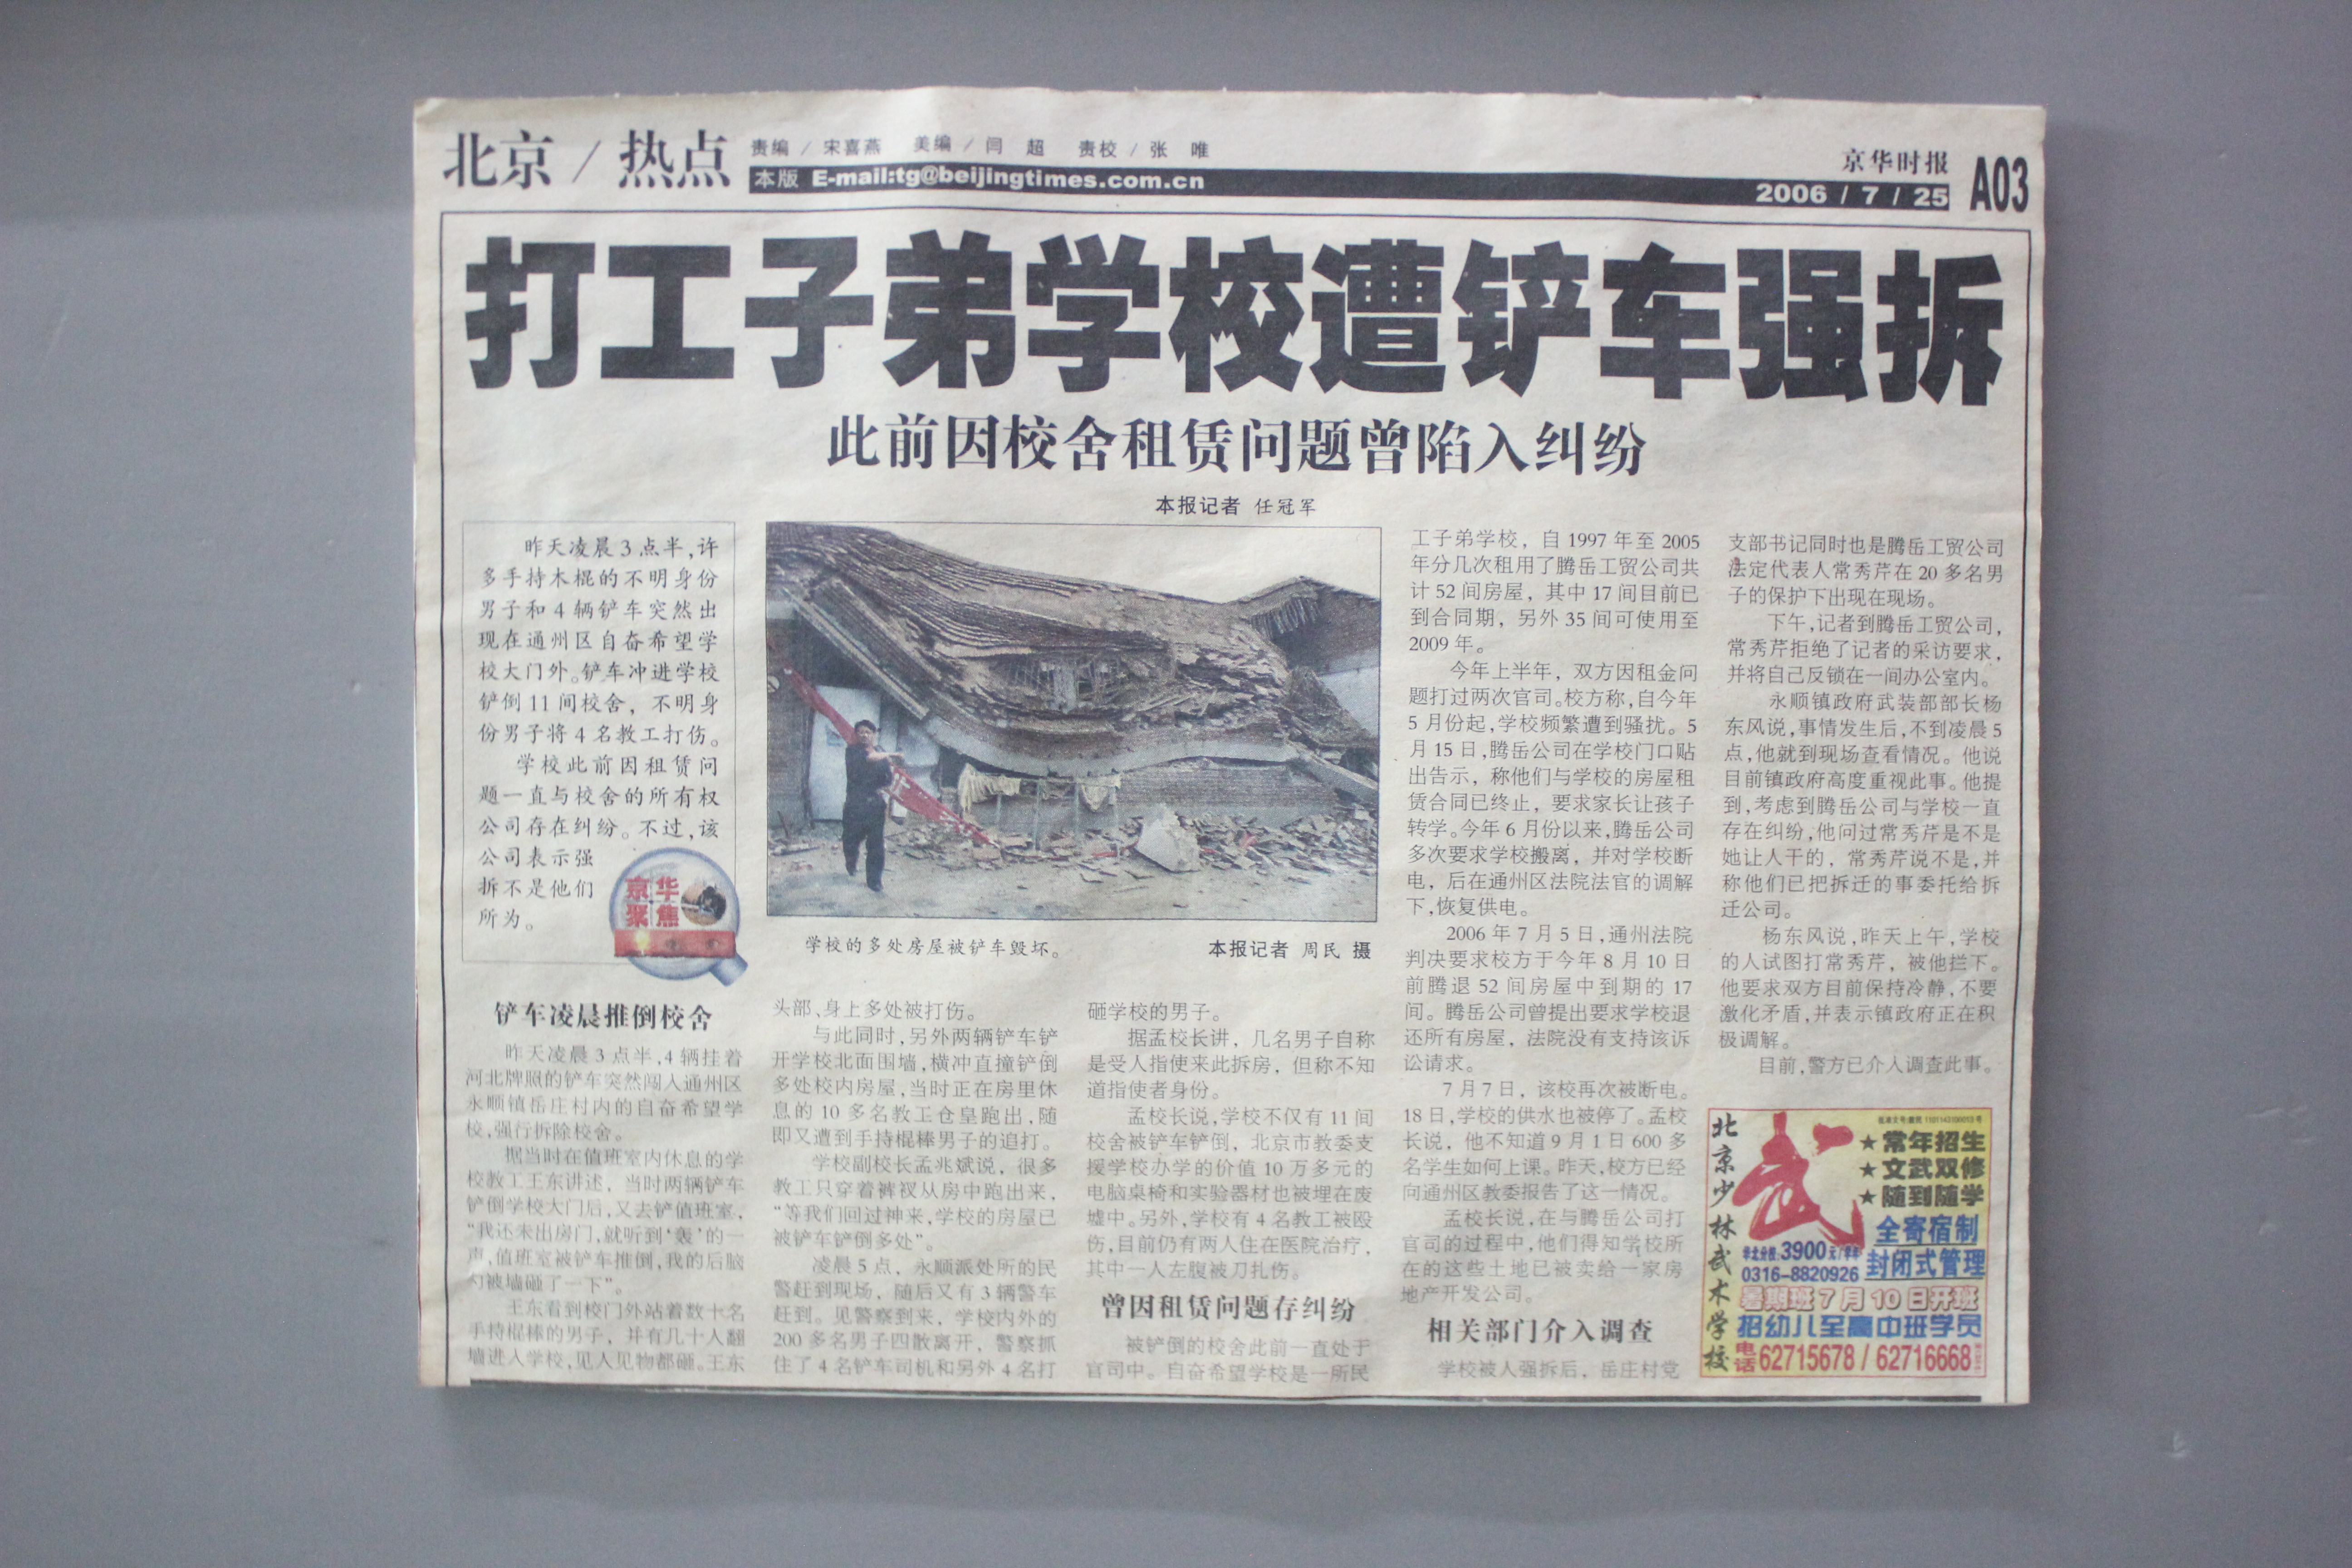 北京 / 热点
责编 / 宋喜燕 美编 / 闫 超 责校 / 张 唯
本版 E-mail:tg@beijingtimes.com.cn
京华时报
2006 / 7 / 25
A03
打工子弟学校遭铲车强拆
此前因校舍租赁问题曾陷入纠纷
本报记者 任冠军
昨天凌晨3点半,许
多手持木棍的不明身份
男子和4辆铲车突然出
现在通州区自奋希望学
校大门外。铲车冲进学校
铲倒11间校舍，不明身
份男子将4名教工打伤。
学校此前因租赁问
题一直与校舍的所有权
公司存在纠纷。不过,该
公司表示强
拆不是他们
所为。
京华
聚焦
学校的多处房屋被铲车毁坏。
本报记者 周民 摄
铲车凌晨推倒校舍
昨天凌晨3点半,4辆挂着
河北牌照的铲车突然闯入通州区
永顺镇岳庄村内的自奋希望学
校,强行拆除校舍。
据当时在值班室内休息的学
校教工王东讲述，当时两辆铲车
铲倒学校大门后,又去铲值班室，
“我还未出房门,就听到‘轰’的一
声,值班室被铲车推倒,我的后脑
勺被墙砸了一下”。
王东看到校门外站着数十名
手持棍棒的男子，并有几十人翻
墙进入学校,见人见物都砸。王东
头部、身上多处被打伤。
与此同时,另外两辆铲车铲
开学校北面围墙,横冲直撞铲倒
多处校内房屋,当时正在房里休
息的10多名教工仓皇跑出,随
即又遭到手持棍棒男子的追打。
学校副校长孟兆斌说，很多
教工只穿着裤衩从房中跑出来，
“等我们回过神来,学校的房屋已
被铲车铲倒多处”。
凌晨5点，永顺派处所的民
警赶到现场，随后又有3辆警车
赶到。见警察到来，学校内外的
200多名男子四散离开，警察抓
住了4名铲车司机和另外4名打
砸学校的男子。
据孟校长讲，几名男子自称
是受人指使来此拆房，但称不知
道指使者身份。
孟校长说,学校不仅有11间
校舍被铲车铲倒，北京市教委支
援学校办学的价值10万多元的
电脑桌椅和实验器材也被埋在废
墟中。另外,学校有4名教工被殴
伤,目前仍有两人住在医院治疗，
其中一人左腹被刀扎伤。
曾因租赁问题存纠纷
被铲倒的校舍此前一直处于
官司中。自奋希望学校是一所民
工子弟学校，自1997年至2005
年分几次租用了腾岳工贸公司共
计52间房屋，其中17间目前已
到合同期，另外35间可使用至
2009年。
今年上半年，双方因租金问
题打过两次官司。校方称,自今年
5月份起,学校频繁遭到骚扰。5
月15日,腾岳公司在学校门口贴
出告示，称他们与学校的房屋租
赁合同已终止，要求家长让孩子
转学。今年6月份以来,腾岳公司
多次要求学校搬离，并对学校断
电，后在通州区法院法官的调解
下,恢复供电。
2006年7月5日,通州法院
判决要求校方于今年8月10日
前腾退52间房屋中到期的17
间。腾岳公司曾提出要求学校退
还所有房屋，法院没有支持该诉
讼请求。
7月7日，该校再次被断电。
18日,学校的供水也被停了。孟校
长说，他不知道9月1日600多
名学生如何上课。昨天,校方已经
向通州区教委报告了这一情况。
孟校长说,在与腾岳公司打
官司的过程中,他们得知学校所
在的这些土地已被卖给一家房
地产开发公司。
相关部门介入调查
学校被人强拆后，岳庄村党
支部书记同时也是腾岳工贸公司
法定代表人常秀芹在20多名男
子的保护下出现在现场。
下午,记者到腾岳工贸公司，
常秀芹拒绝了记者的采访要求，
并将自己反锁在一间办公室内。
永顺镇政府武装部部长杨
东风说,事情发生后,不到凌晨5
点,他就到现场查看情况。他说
目前镇政府高度重视此事。他提
到,考虑到腾岳公司与学校一直
存在纠纷,他问过常秀芹是不是
她让人干的，常秀芹说不是,并
称他们已把拆迁的事委托给拆
迁公司。
杨东风说,昨天上午,学校
的人试图打常秀芹，被他拦下。
他要求双方目前保持冷静,不要
激化矛盾,并表示镇政府正在积
极调解。
目前,警方已介入调查此事。
北京少林武术学校
武
★常年招生
★文武双修
★随到随学
全寄宿制
封闭式管理
华北分校:3900元/学年
0316-8820926
暑期班7月10日开班
招幼儿至高中班学员
电话62715678 / 62716668